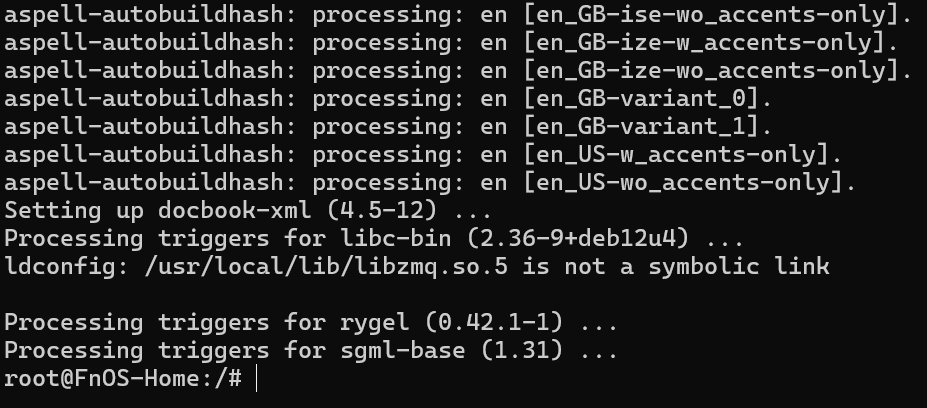 aspell-autobuildhash: processing: en [en_GB-ise-wo_accents-only].
aspell-autobuildhash: processing: en [en_GB-ize-w_accents-only].
aspell-autobuildhash: processing: en [en_GB-ize-wo_accents-only].
aspell-autobuildhash: processing: en [en_GB-variant_0].
aspell-autobuildhash: processing: en [en_GB-variant_1].
aspell-autobuildhash: processing: en [en_US-w_accents-only].
aspell-autobuildhash: processing: en [en_US-wo_accents-only].
Setting up docbook-xml (4.5-12) ...
Processing triggers for libc-bin (2.36-9+deb12u4) ...
ldconfig: /usr/local/lib/libzmq.so.5 is not a symbolic link

Processing triggers for rygel (0.42.1-1) ...
Processing triggers for sgml-base (1.31) ...
root@FnOS-Home:/#